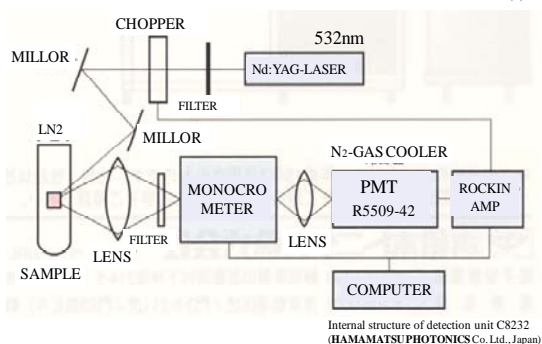 CHOPPER
532nm
MILLOR
Nd:YAG-LASER
FILTER
LN2
MILLOR
N2-GAS COOLER
MONOCRO
METER
PMT
R5509-42
ROCKIN
AMP
FILTER
LENS
LENS
SAMPLE
COMPUTER
Internal structure of detection unit C8232
(HAMAMATSU PHOTONICS Co. Ltd., Japan)